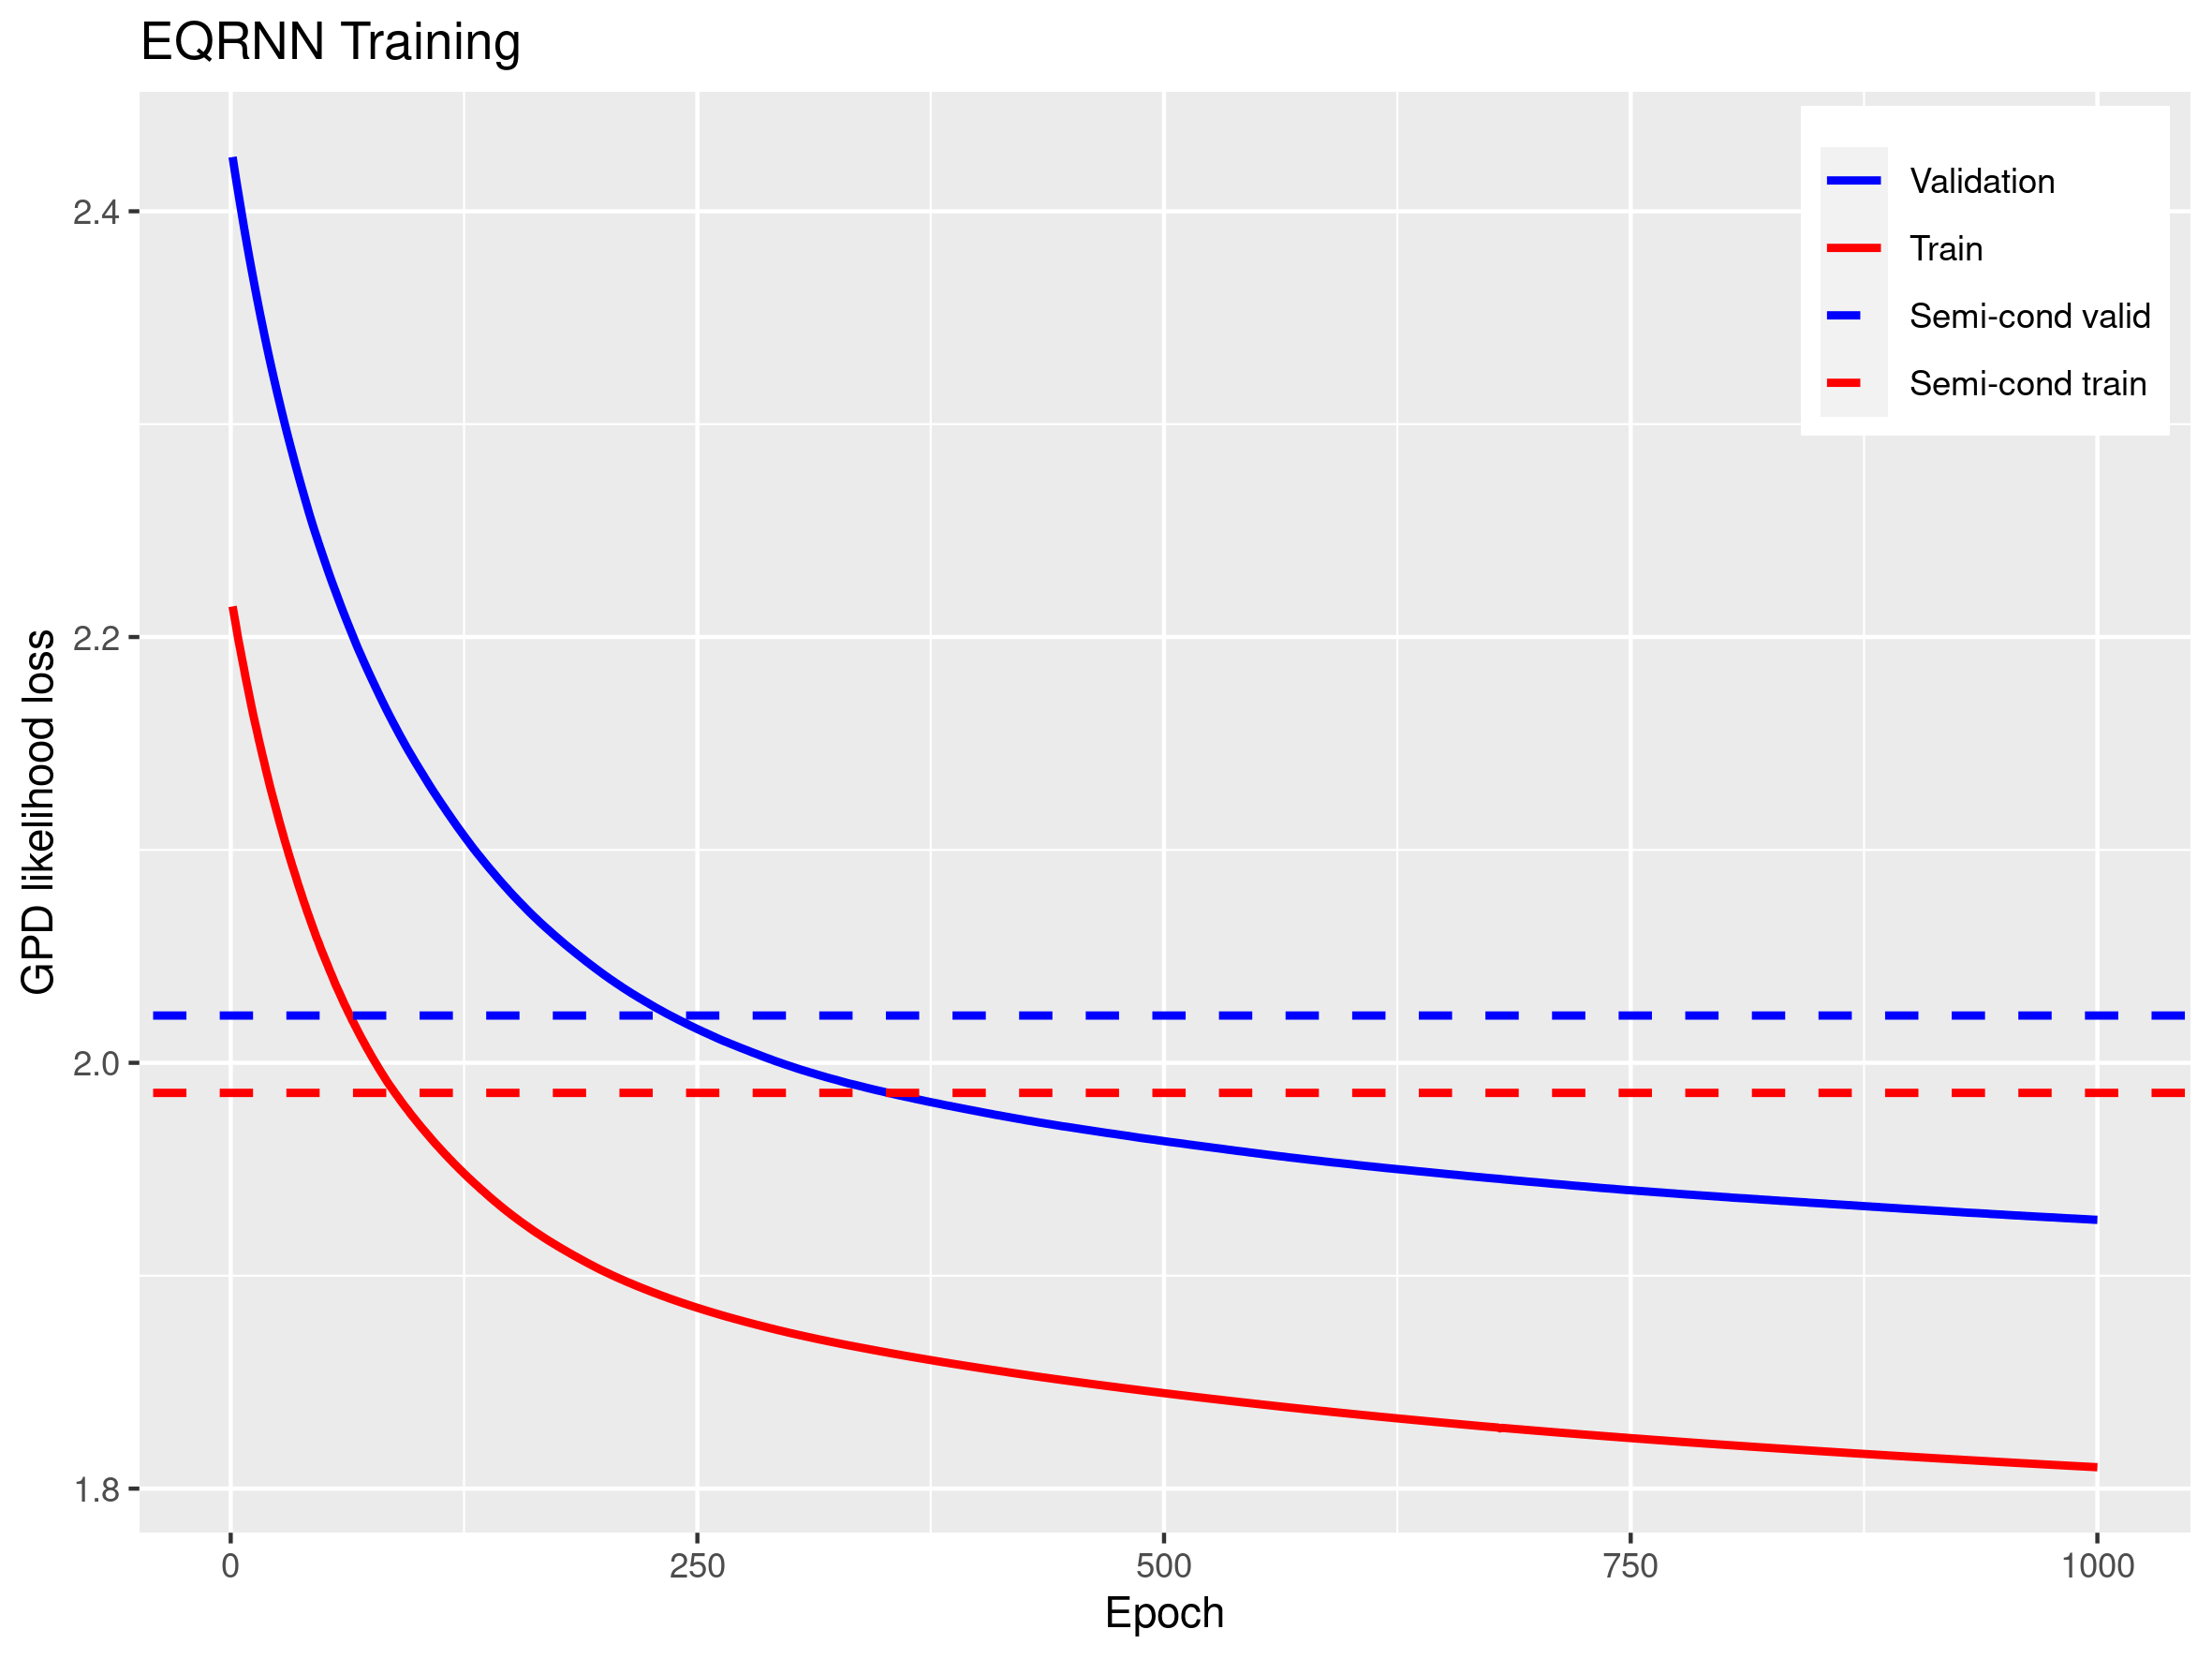 EQRNN Training
GPD likelihood loss
2.4
2.2
2.0
1.8
Validation
Train
Semi-cond valid
Semi-cond train
0 250 500 750 1000
Epoch